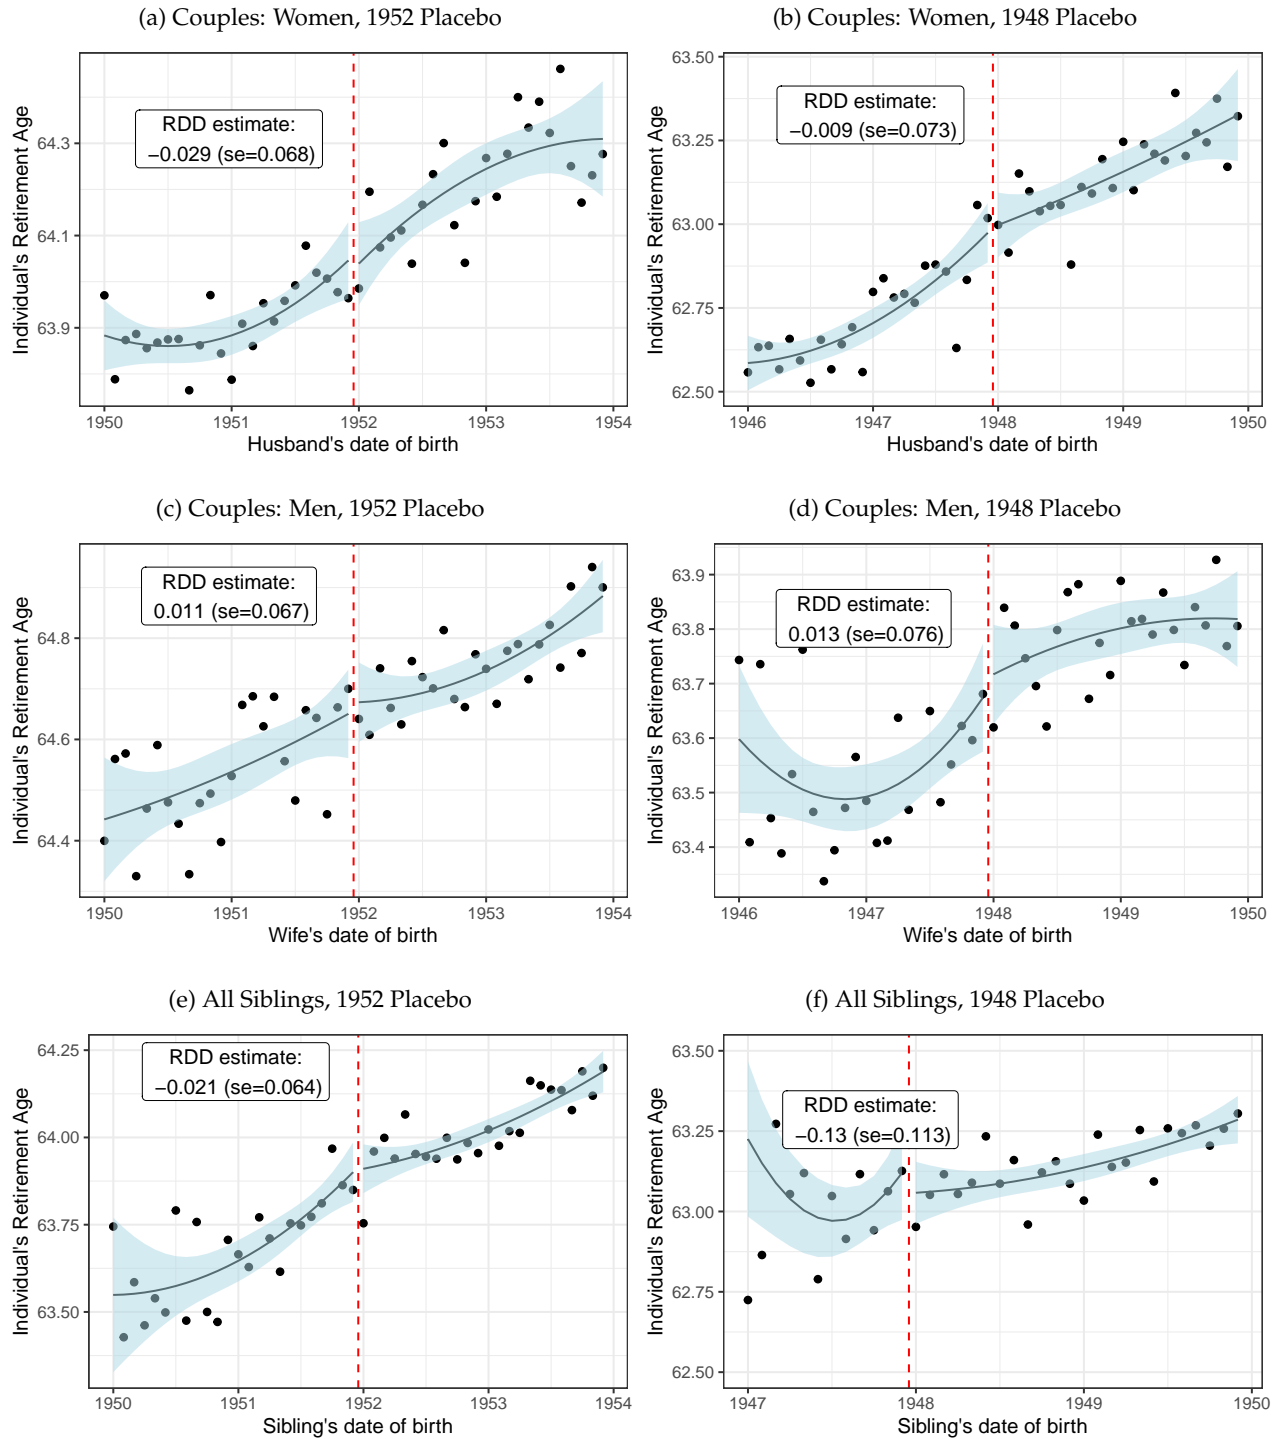 (a) Couples: Women, 1952 Placebo
RDD estimate:
−0.029 (se=0.068)
64.3
64.1
63.9
Individual's Retirement Age
1950 1951 1952 1953 1954
Husband's date of birth
(b) Couples: Women, 1948 Placebo
RDD estimate:
−0.009 (se=0.073)
63.50
63.25
63.00
62.75
62.50
Individual's Retirement Age
1946 1947 1948 1949 1950
Husband's date of birth
(c) Couples: Men, 1952 Placebo
RDD estimate:
0.011 (se=0.067)
64.8
64.6
64.4
Individual's Retirement Age
1950 1951 1952 1953 1954
Wife's date of birth
(d) Couples: Men, 1948 Placebo
RDD estimate:
0.013 (se=0.076)
63.9
63.8
63.7
63.6
63.5
63.4
Individual's Retirement Age
1946 1947 1948 1949 1950
Wife's date of birth
(e) All Siblings, 1952 Placebo
RDD estimate:
−0.021 (se=0.064)
64.25
64.00
63.75
63.50
Individual's Retirement Age
1950 1951 1952 1953 1954
Sibling's date of birth
(f) All Siblings, 1948 Placebo
RDD estimate:
−0.13 (se=0.113)
63.50
63.25
63.00
62.75
62.50
Individual's Retirement Age
1947 1948 1949 1950
Sibling's date of birth